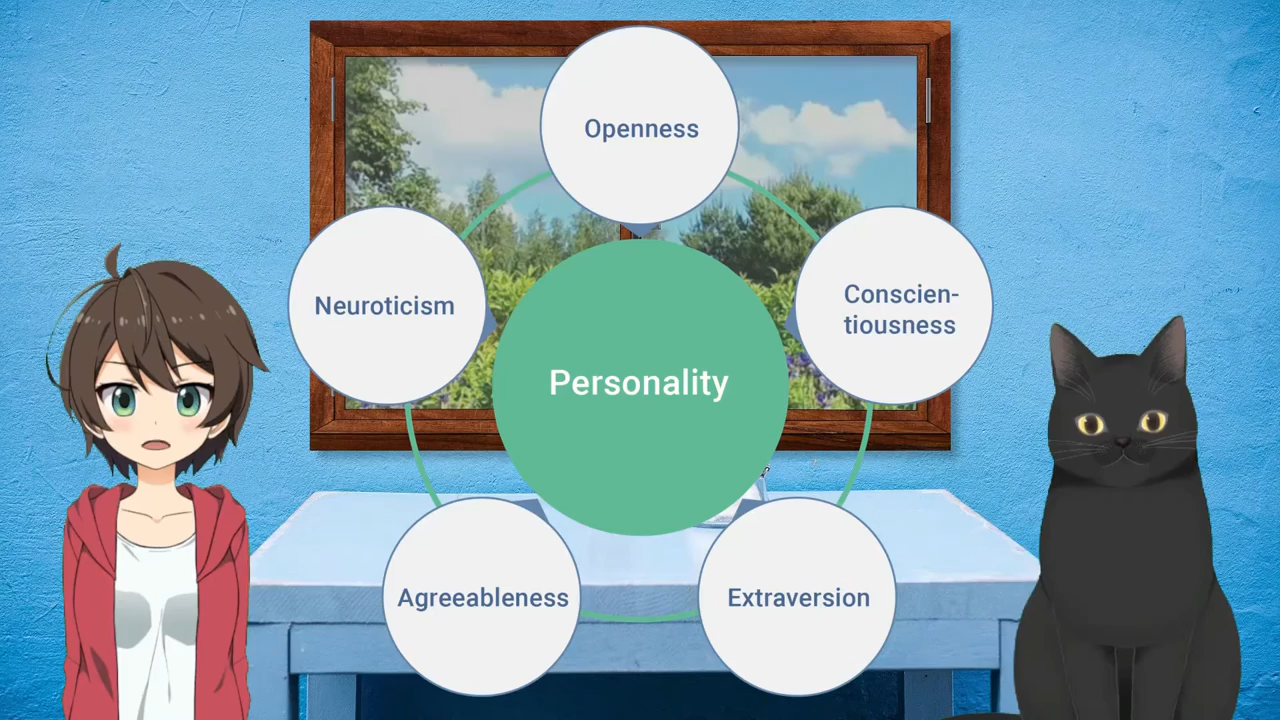 Openness
Neuroticism
Conscien-
tiousness
Personality
Agreeableness
Extraversion